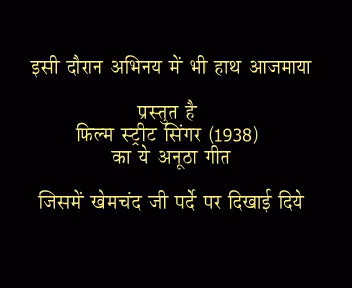 इसी दौरान अभिनय में भी हाथ आजमाया
प्रस्तुत है
फिल्म स्ट्रीट सिंगर (1938)
का ये अनूठा गीत
जिसमें खेमचंद जी पर्दे पर दिखाई दिये